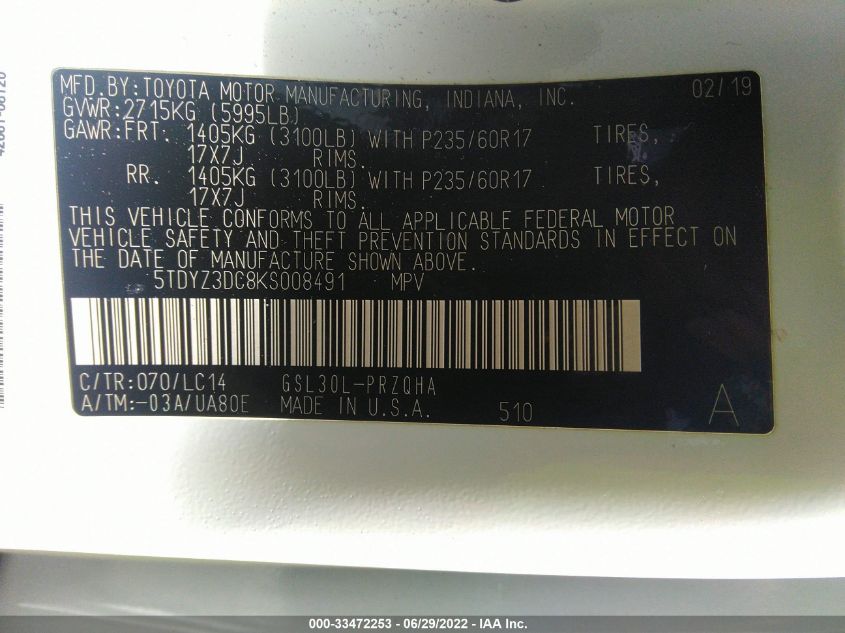 MFD.BY:TOYOTA MOTOR MANUFACTURING, INDIANA, INC. 02/19
GVWR:2715KG (5995LB)
GAWR:FRT. 1405KG (3100LB) WITH P235/60R17 TIRES,
17X7J RIMS.
RR. 1405KG (3100LB) WITH P235/60R17 TIRES,
17X7J RIMS.
THIS VEHICLE CONFORMS TO ALL APPLICABLE FEDERAL MOTOR
VEHICLE SAFETY AND THEFT PREVENTION STANDARDS IN EFFECT ON
THE DATE OF MANUFACTURE SHOWN ABOVE.
5TDYZ3DC8KS008491 MPV
C/TR:070/LC14 GSL30L-PRZQHA
A/TM:-03A/UA80E MADE IN U.S.A. 510 A
000-33472253 - 06/29/2022 - IAA Inc.